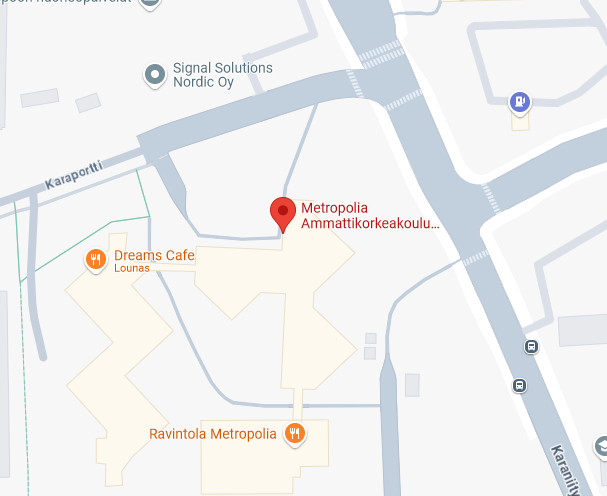 Signal Solutions
Nordic Oy
Karaportti
Metropolia
Ammattikorkeakoulu...
Dreams Cafe
Lounas
Ravintola Metropolia